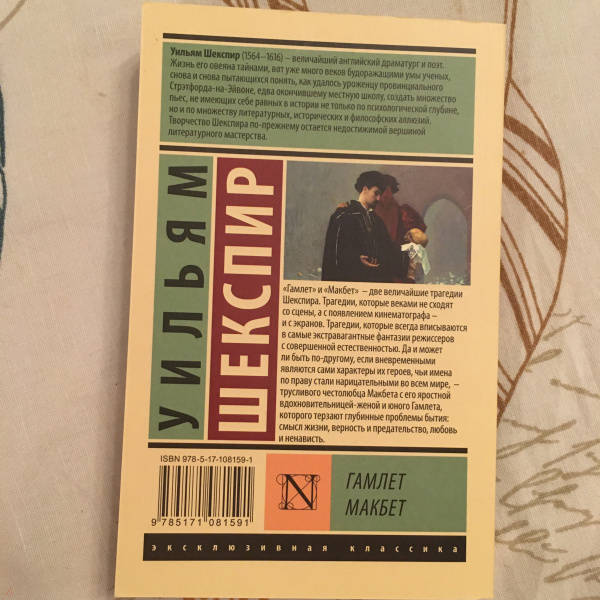 Уильям Шекспир (1564–1616) – величайший английский драматург и поэт.
Жизнь его овеяна тайнами, вот уже много веков будоражащими умы ученых,
снова и снова пытающихся понять, как удалось уроженцу провинциального
Стрэтфорда-на-Эйвоне, едва окончившему местную школу, создать множество
пьес, не имеющих себе равных в истории не только по психологической глубине,
но и по множеству литературных, исторических и философских аллюзий.
Творчество Шекспира по-прежнему остается недостижимой вершиной
литературного мастерства.
УИЛЬЯМ
ШЕКСПИР
«Гамлет» и «Макбет» – две величайшие трагедии
Шекспира. Трагедии, которые веками не сходят
со сцены, а с появлением кинематографа –
и с экранов. Трагедии, которые всегда вписываются
в самые экстравагантные фантазии режиссеров
с совершенной естественностью. Да и может
ли быть по-другому, если вневременными
являются сами характеры их героев, чьи имена
по праву стали нарицательными во всем мире, –
трусливого честолюбца Макбета с его яростной
вдохновительницей-женой и юного Гамлета,
которого терзают глубинные проблемы бытия:
смысл жизни, верность и предательство, любовь
и ненависть.
ISBN 978-5-17-108159-1
9 785171 081591
N
ГАМЛЕТ
МАКБЕТ
эксклюзивная классика